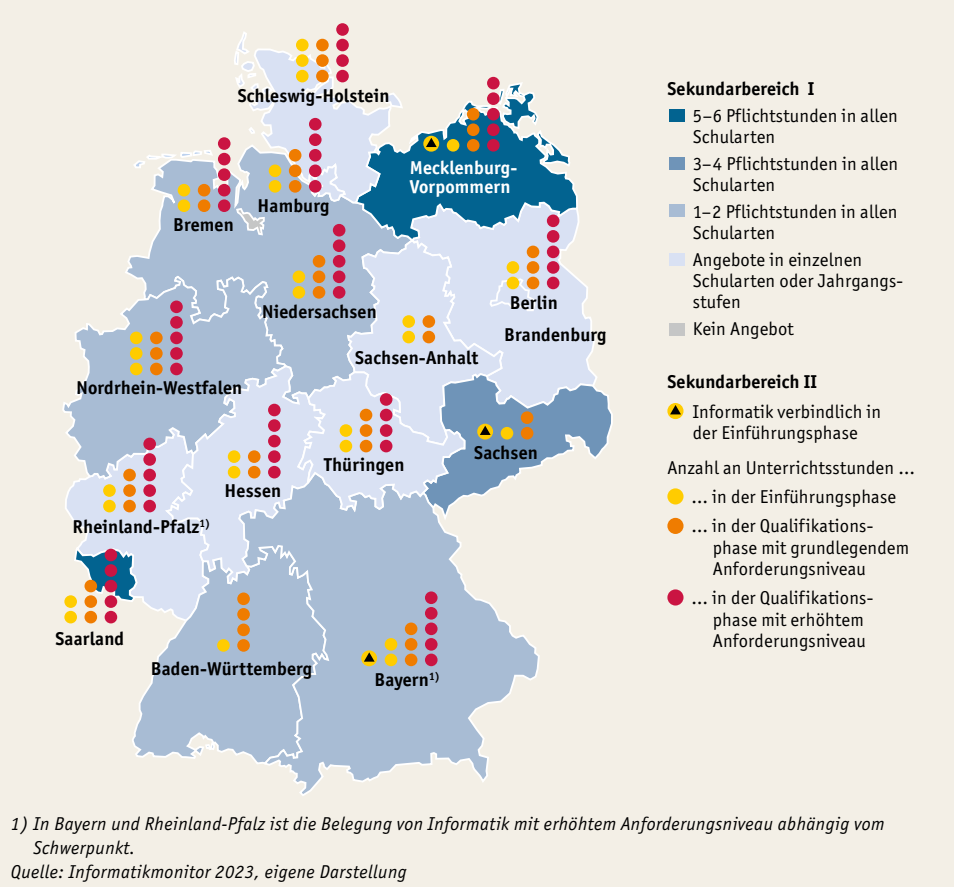 Schleswig-Holstein
Mecklenburg-
Vorpommern
Hamburg
Bremen
Niedersachsen
Berlin
Brandenburg
Sachsen-Anhalt
Nordrhein-Westfalen
Sachsen
Thüringen
Hessen
Rheinland-Pfalz1)
Saarland
Baden-Württemberg
Bayern1)
Sekundarbereich I
5–6 Pflichtstunden in allen
Schularten
3–4 Pflichtstunden in allen
Schularten
1–2 Pflichtstunden in allen
Schularten
Angebote in einzelnen
Schularten oder Jahrgangs-
stufen
Kein Angebot
Sekundarbereich II
Informatik verbindlich in
der Einführungsphase
Anzahl an Unterrichtsstunden ...
... in der Einführungsphase
... in der Qualifikations-
phase mit grundlegendem
Anforderungsniveau
... in der Qualifikations-
phase mit erhöhtem
Anforderungsniveau
1) In Bayern und Rheinland-Pfalz ist die Belegung von Informatik mit erhöhtem Anforderungsniveau abhängig vom
Schwerpunkt.
Quelle: Informatikmonitor 2023, eigene Darstellung